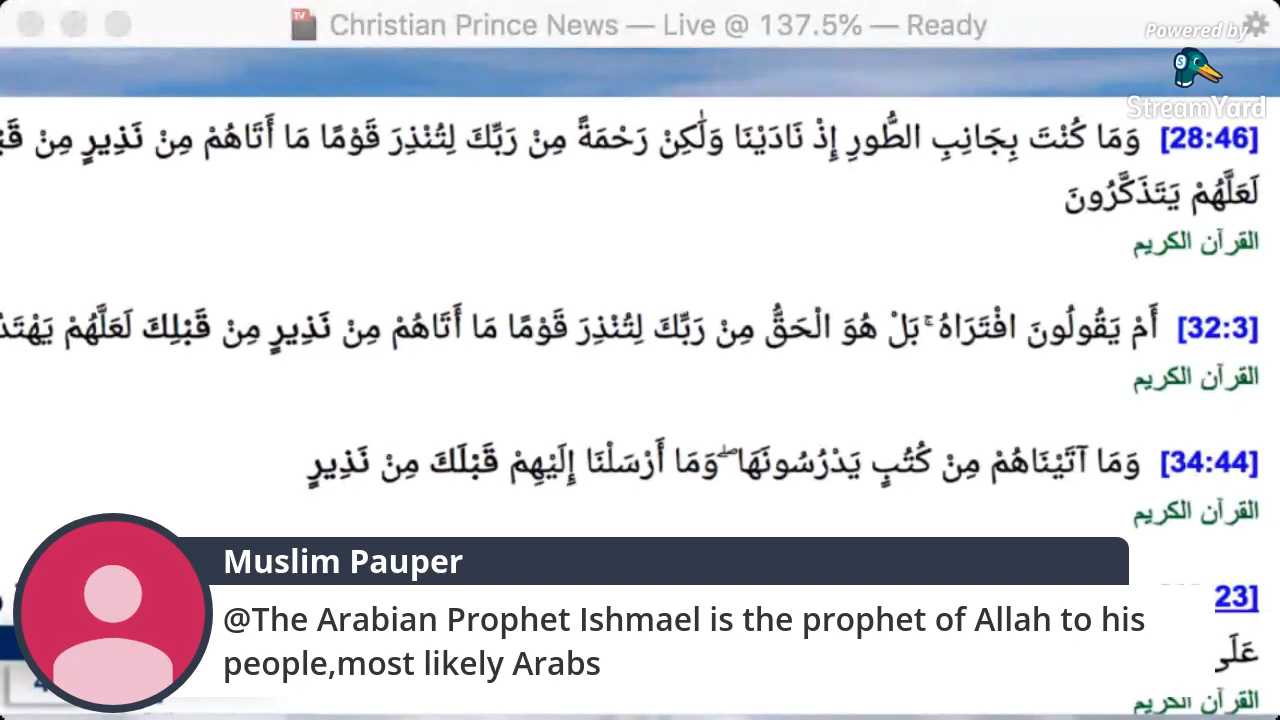 Christian Prince News — Live @ 137.5% — Ready
Powered by
StreamYard
[28:46] وَمَا كُنْتَ بِجَانِبِ الطُّورِ إِذْ نَادَيْنَا وَلَٰكِنْ رَحْمَةً مِنْ رَبِّكَ لِتُنْذِرَ قَوْمًا مَا أَتَاهُمْ مِنْ نَذِيرٍ مِنْ
لَعَلَّهُمْ يَتَذَكَّرُونَ
القرآن الكريم
[32:3] أَمْ يَقُولُونَ افْتَرَاهُ ۚ بَلْ هُوَ الْحَقُّ مِنْ رَبِّكَ لِتُنْذِرَ قَوْمًا مَا أَتَاهُمْ مِنْ نَذِيرٍ مِنْ قَبْلِكَ لَعَلَّهُمْ
القرآن الكريم
[34:44] وَمَا آتَيْنَاهُمْ مِنْ كُتُبٍ يَدْرُسُونَهَا ۖ وَمَا أَرْسَلْنَا إِلَيْهِمْ قَبْلَكَ مِنْ نَذِيرٍ
القرآن الكريم
23]
القرآن الكريم
Muslim Pauper
@The Arabian Prophet Ishmael is the prophet of Allah to his
people,most likely Arabs